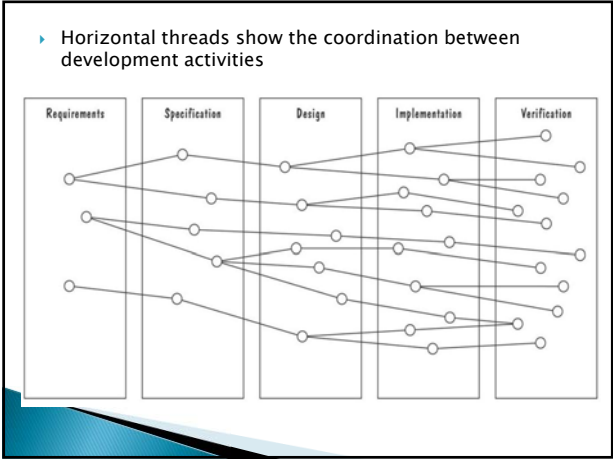 Horizontal threads show the coordination between
development activities
Requirements
Specification
Design
Implementation
Verification